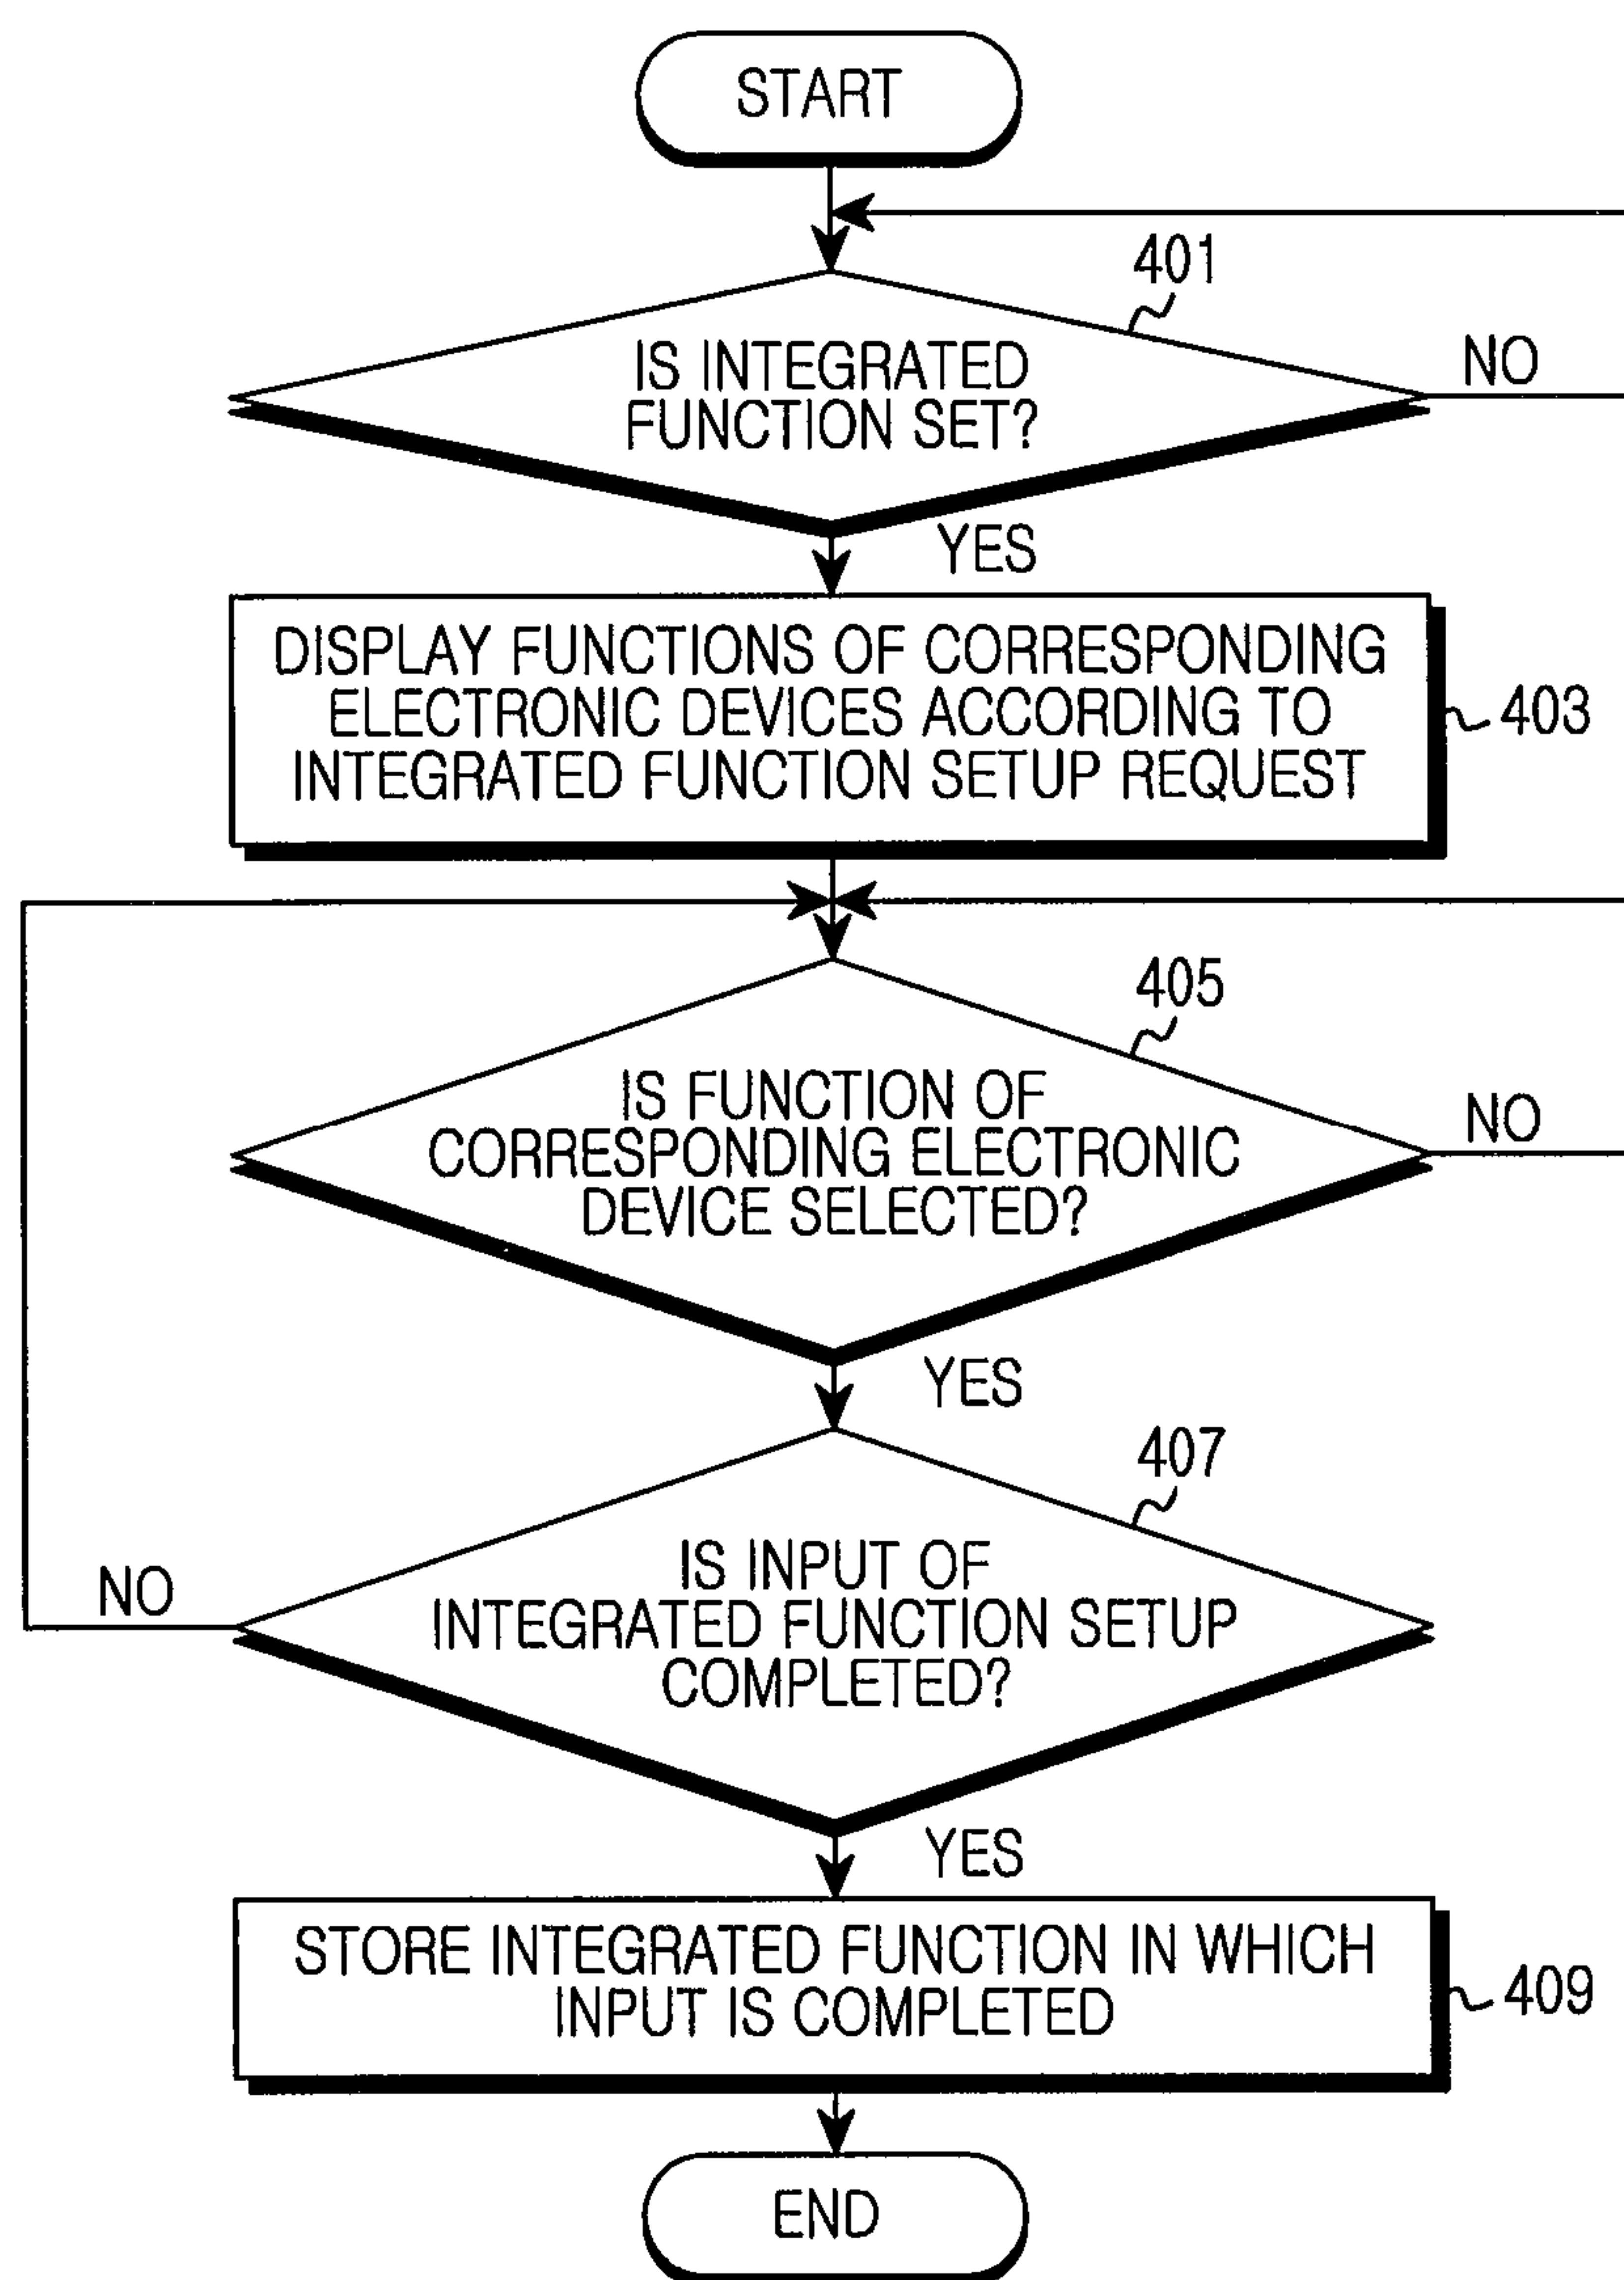 START
401
IS INTEGRATED
FUNCTION SET?
NO
YES
DISPLAY FUNCTIONS OF CORRESPONDING
ELECTRONIC DEVICES ACCORDING TO
INTEGRATED FUNCTION SETUP REQUEST
403
405
IS FUNCTION OF
CORRESPONDING ELECTRONIC
DEVICE SELECTED?
NO
YES
407
IS INPUT OF
INTEGRATED FUNCTION SETUP
COMPLETED?
NO
YES
STORE INTEGRATED FUNCTION IN WHICH
INPUT IS COMPLETED
409
END